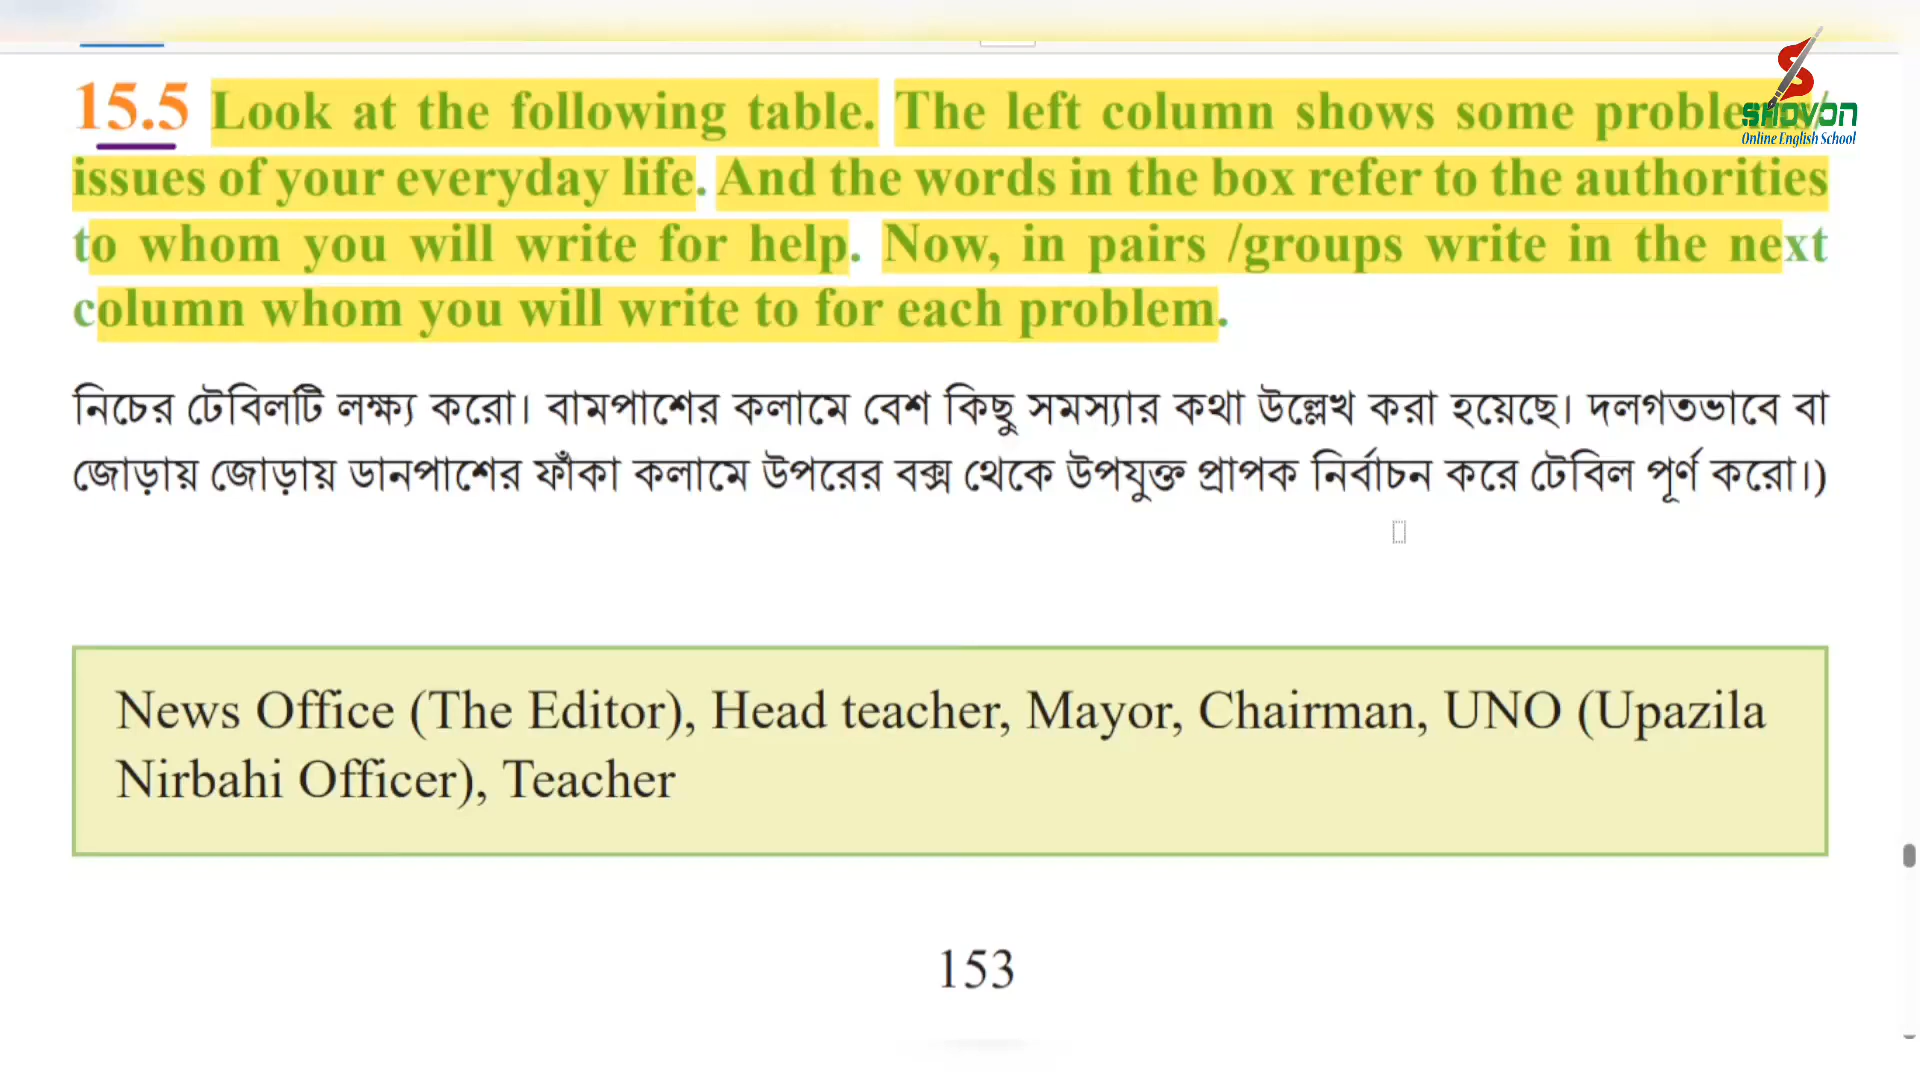 SHOVON
Online English School
15.5 Look at the following table. The left column shows some problems/
issues of your everyday life. And the words in the box refer to the authorities
to whom you will write for help. Now, in pairs /groups write in the next
column whom you will write to for each problem.
নিচের টেবিলটি লক্ষ্য করো। বামপাশের কলামে বেশ কিছু সমস্যার কথা উল্লেখ করা হয়েছে। দলগতভাবে বা
জোড়ায় জোড়ায় ডানপাশের ফাঁকা কলামে উপরের বক্স থেকে উপযুক্ত প্রাপক নির্বাচন করে টেবিল পূর্ণ করো।)
News Office (The Editor), Head teacher, Mayor, Chairman, UNO (Upazila
Nirbahi Officer), Teacher
153